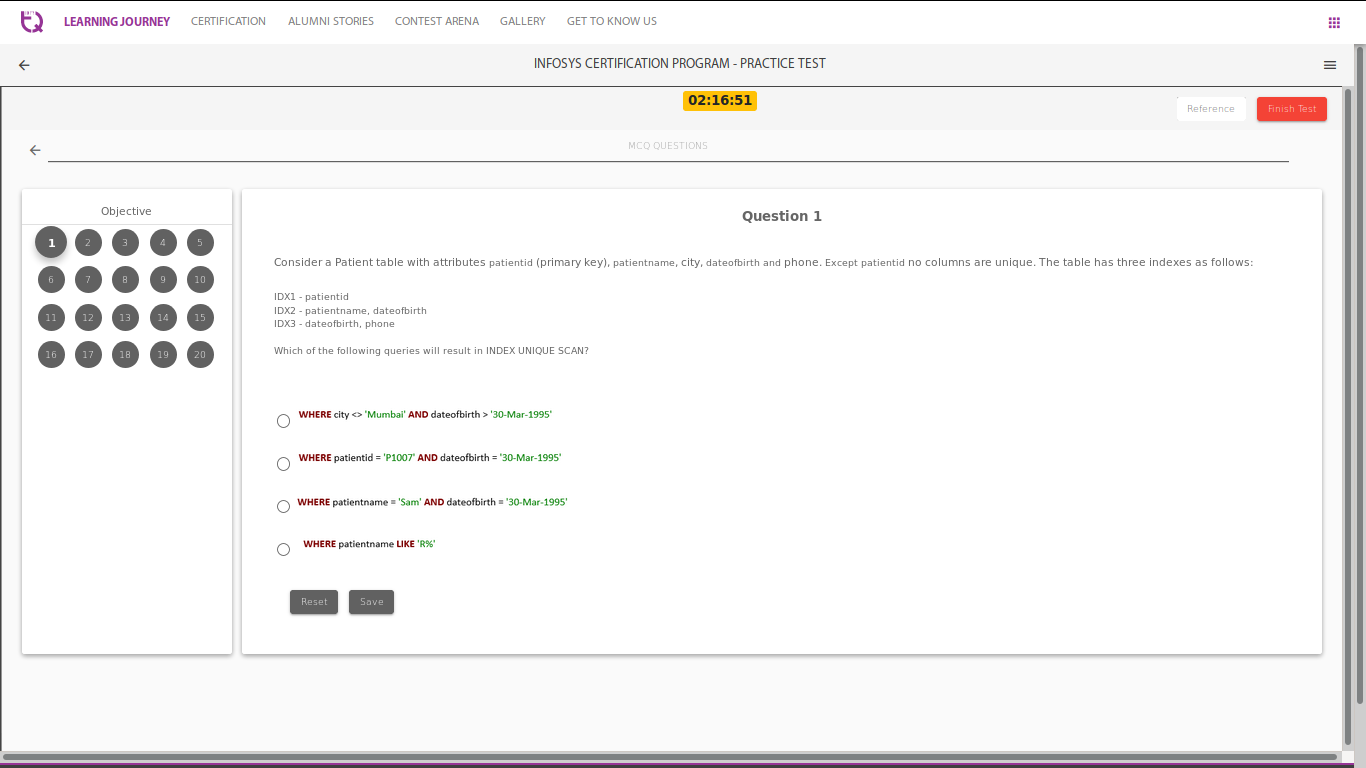 LEARNING JOURNEY CERTIFICATION ALUMNI STORIES CONTEST ARENA GALLERY GET TO KNOW US
INFOSYS CERTIFICATION PROGRAM - PRACTICE TEST
02:16:51
Reference Finish Test
MCQ QUESTIONS
Objective
1 2 3 4 5
6 7 8 9 10
11 12 13 14 15
16 17 18 19 20
Question 1
Consider a Patient table with attributes patientid (primary key), patientname, city, dateofbirth and phone. Except patientid no columns are unique. The table has three indexes as follows:
IDX1 - patientid
IDX2 - patientname, dateofbirth
IDX3 - dateofbirth, phone
Which of the following queries will result in INDEX UNIQUE SCAN?
WHERE city <> 'Mumbai' AND dateofbirth > '30-Mar-1995'
WHERE patientid = 'P1007' AND dateofbirth = '30-Mar-1995'
WHERE patientname = 'Sam' AND dateofbirth = '30-Mar-1995'
WHERE patientname LIKE 'R%'
Reset Save